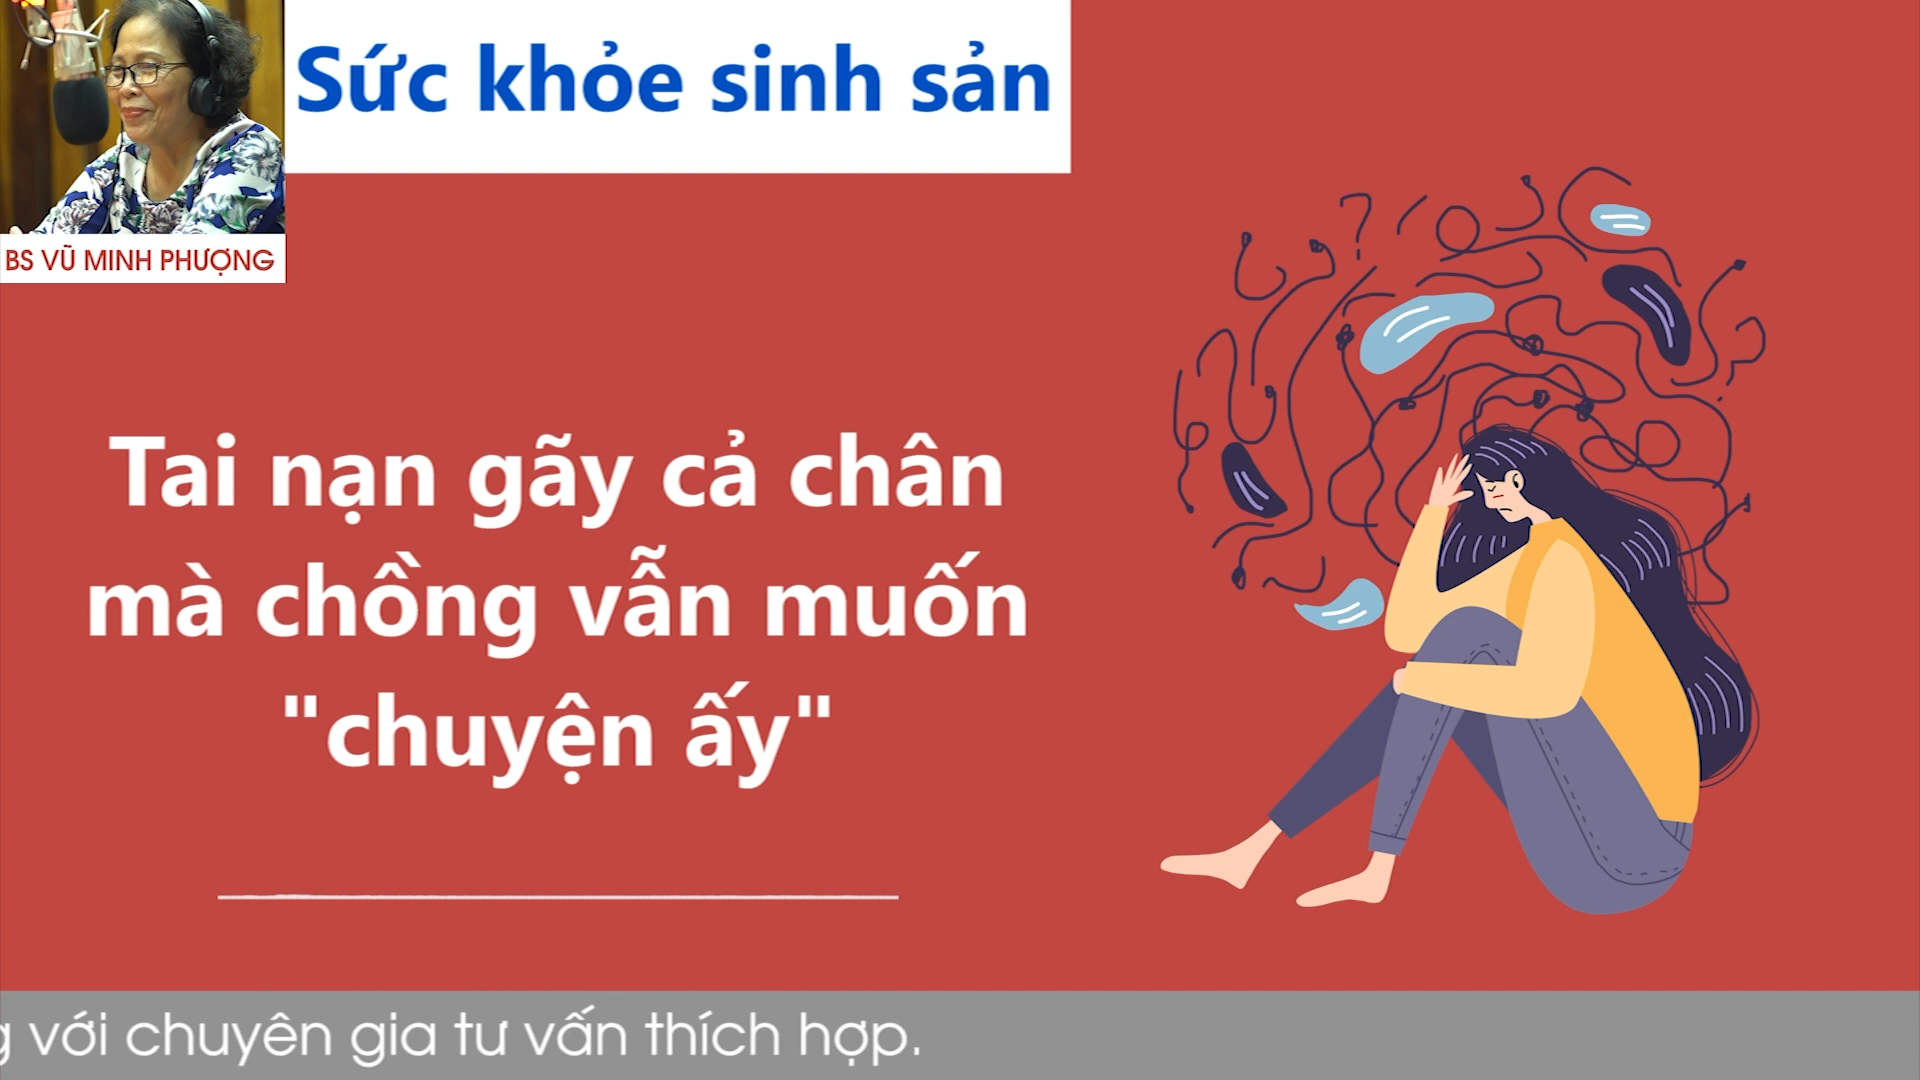 Sức khỏe sinh sản
BS VŨ MINH PHƯỢNG
Tai nạn gãy cả chân
mà chồng vẫn muốn
"chuyện ấy"
với chuyên gia tư vấn thích hợp.